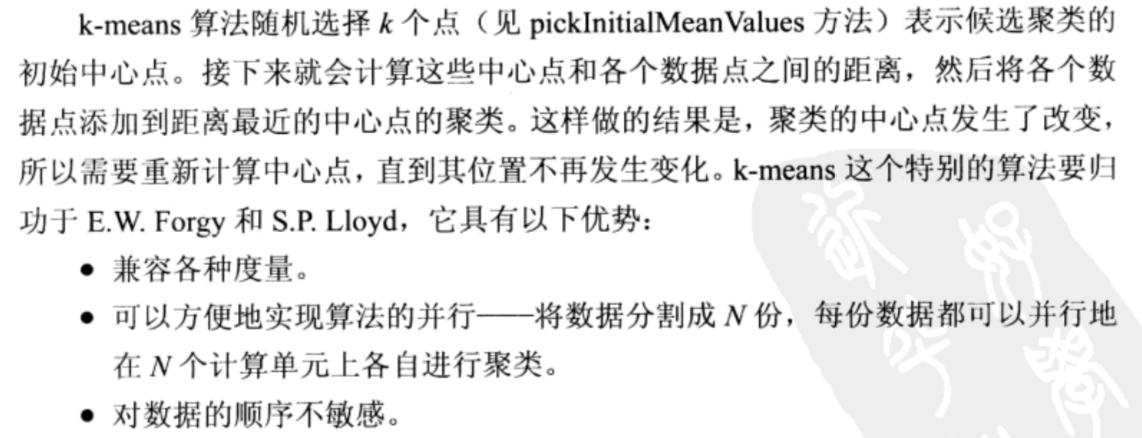 k-means 算法随机选择 k 个点（见 pickInitialMeanValues 方法）表示候选聚类的
初始中心点。接下来就会计算这些中心点和各个数据点之间的距离，然后将各个数
据点添加到距离最近的中心点的聚类。这样做的结果是，聚类的中心点发生了改变，
所以需要重新计算中心点，直到其位置不再发生变化。k-means 这个特别的算法要归
功于 E.W. Forgy 和 S.P. Lloyd，它具有以下优势：
● 兼容各种度量。
● 可以方便地实现算法的并行——将数据分割成 N 份，每份数据都可以并行地
在 N 个计算单元上各自进行聚类。
● 对数据的顺序不敏感。